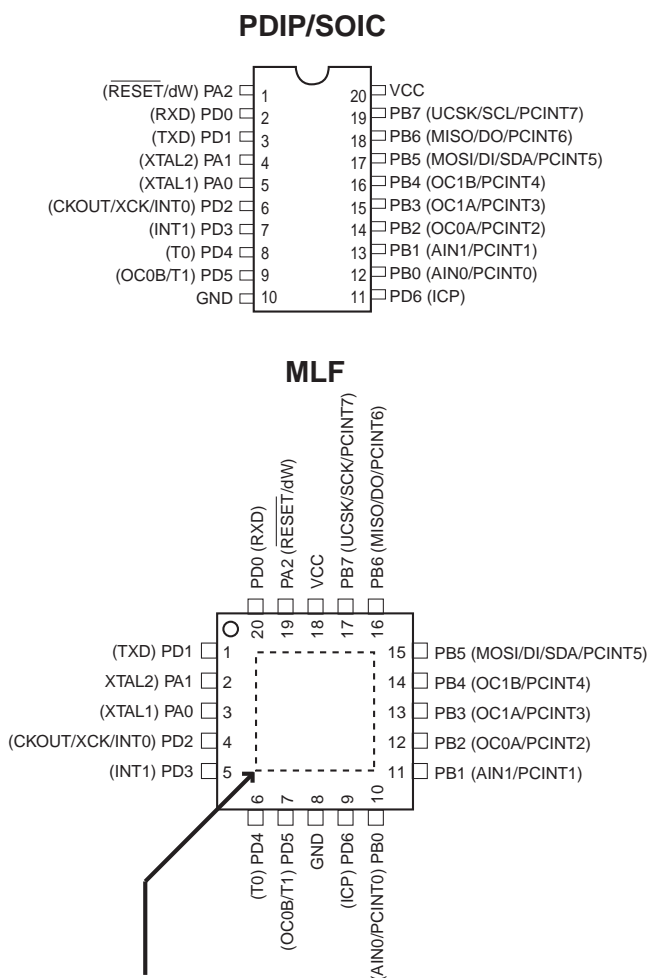 PDIP/SOIC
(RESET/dW) PA2 1 20 VCC
(RXD) PD0 2 19 PB7 (UCSK/SCL/PCINT7)
(TXD) PD1 3 18 PB6 (MISO/DO/PCINT6)
(XTAL2) PA1 4 17 PB5 (MOSI/DI/SDA/PCINT5)
(XTAL1) PA0 5 16 PB4 (OC1B/PCINT4)
(CKOUT/XCK/INT0) PD2 6 15 PB3 (OC1A/PCINT3)
(INT1) PD3 7 14 PB2 (OC0A/PCINT2)
(T0) PD4 8 13 PB1 (AIN1/PCINT1)
(OC0B/T1) PD5 9 12 PB0 (AIN0/PCINT0)
GND 10 11 PD6 (ICP)
MLF
PD0 (RXD)
PA2 (RESET/dW)
VCC
PB7 (UCSK/SCK/PCINT7)
PB6 (MISO/DO/PCINT6)
20 19 18 17 16
(TXD) PD1 1 15 PB5 (MOSI/DI/SDA/PCINT5)
XTAL2) PA1 2 14 PB4 (OC1B/PCINT4)
(XTAL1) PA0 3 13 PB3 (OC1A/PCINT3)
(CKOUT/XCK/INT0) PD2 4 12 PB2 (OC0A/PCINT2)
(INT1) PD3 5 11 PB1 (AIN1/PCINT1)
6 7 8 9 10
(T0) PD4
(OC0B/T1) PD5
GND
(ICP) PD6
(AIN0/PCINT0) PB0